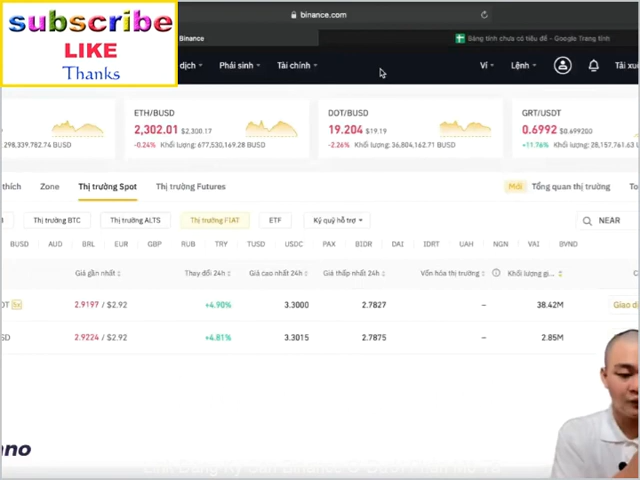 subscribe
LIKE
Thanks
binance.com
Binance
Bảng tính chưa có tiêu đề - Google Trang tính
dịch
Phái sinh
Tài chính
Ví
Lệnh
Tải xuố
ETH/BUSD
DOT/BUSD
GRT/USDT
2,302.01 $2,300.17
19.204 $19.19
0.6992 $0.699200
298,339,782.74 BUSD
-0.24% Khối lượng: 677,530,169.28 BUSD
-2.26% Khối lượng: 36,804,162.71 BUSD
+11.76% Khối lượng: 28,157,761.63
thích
Zone
Thị trường Spot
Thị trường Futures
Mới
Tổng quan thị trường
Thị trường BTC
Thị trường ALTS
Thị trường FIAT
ETF
Ký quỹ hỗ trợ
NEAR
BUSD AUD BRL EUR GBP RUB TRY TUSD USDC PAX BIDR DAI IDRT UAH NGN VAI BVND
Giá gần nhất
Thay đổi 24h
Giá cao nhất 24h
Giá thấp nhất 24h
Vốn hóa thị trường
Khối lượng gi...
DT 5x 2.9197 / $2.92 +4.90% 3.3000 2.7827 – 38.42M Giao dị
SD 2.9224 / $2.92 +4.81% 3.3015 2.7875 – 2.85M
ano